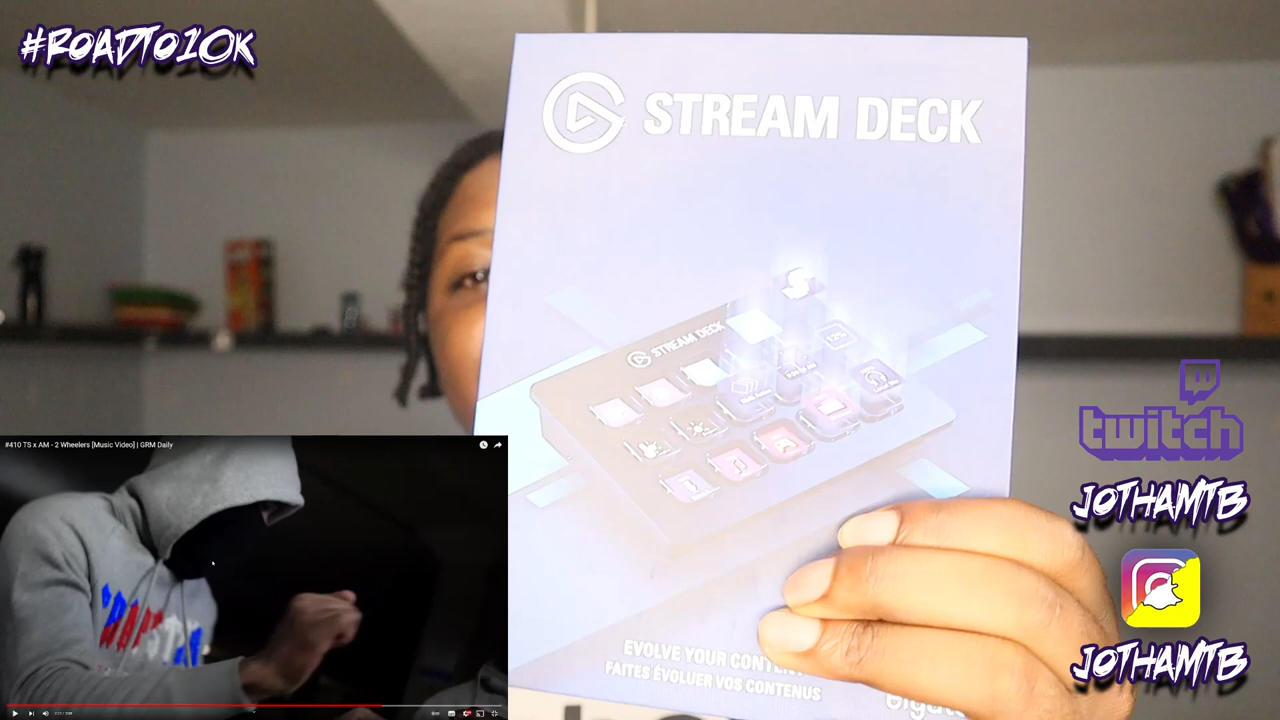 #ROADTO10K
STREAM DECK
STREAM DECK
EVOLVE YOUR CONTENT
FAITES ÉVOLUER VOS CONTENUS
elgato
#410 TS x AM - 2 Wheelers [Music Video] | GRM Daily
twitch
JOTHAMTB
JOTHAMTB